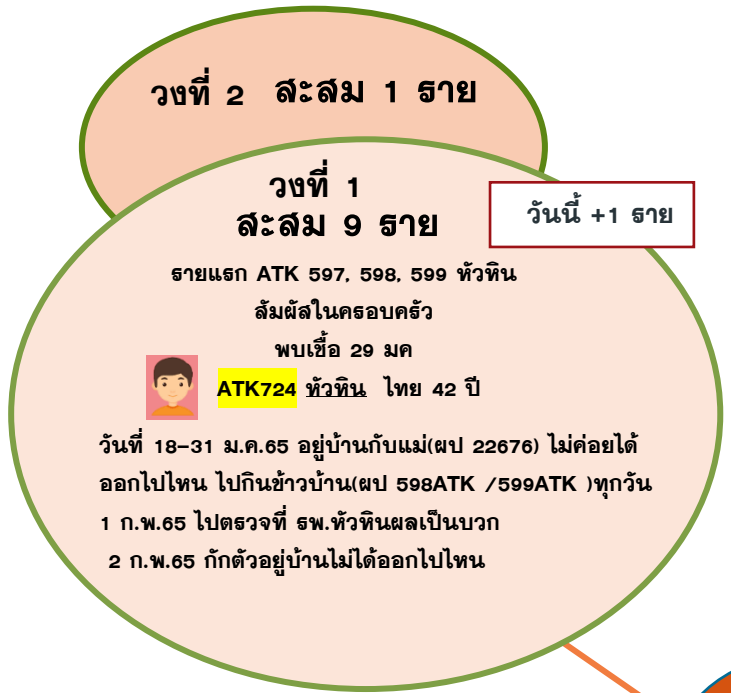 วงที่ 2 สะสม 1 ราย
วงที่ 1
สะสม 9 ราย
วันนี้ +1 ราย
รายแรก ATK 597, 598, 599 หัวหิน
สัมผัสในครอบครัว
พบเชื้อ 29 มค
ATK724 หัวหิน ไทย 42 ปี
วันที่ 18-31 ม.ค.65 อยู่บ้านกับแม่(ผป 22676) ไม่ค่อยได้
ออกไปไหน ไปกินข้าวบ้าน(ผป 598ATK /599ATK )ทุกวัน
1 ก.พ.65 ไปตรวจที่ รพ.หัวหินผลเป็นบวก
2 ก.พ.65 กักตัวอยู่บ้านไม่ได้ออกไปไหน